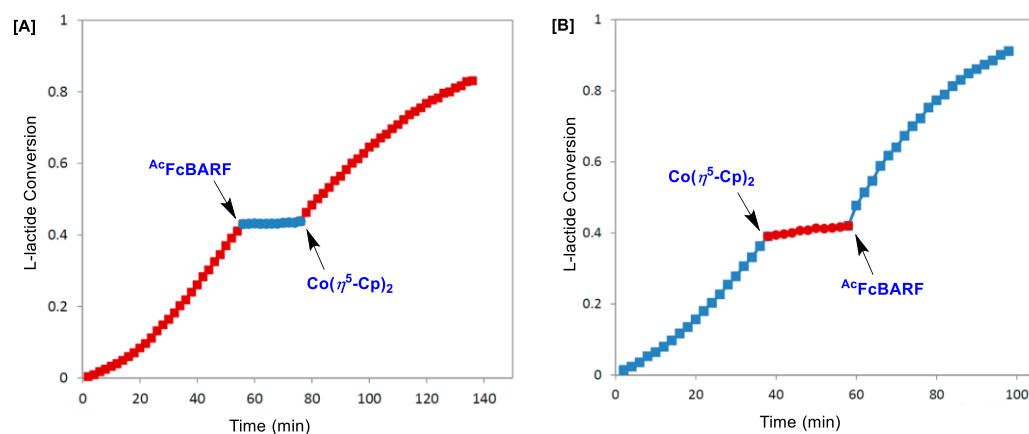 [A]
1
0.8
0.6
0.4
0.2
0
L-lactide Conversion
AcFcBARF
Co(η5-Cp)2
0 20 40 60 80 100 120 140
Time (min)
[B]
1
0.8
0.6
0.4
0.2
0
L-lactide Conversion
Co(η5-Cp)2
AcFcBARF
0 20 40 60 80 100
Time (min)